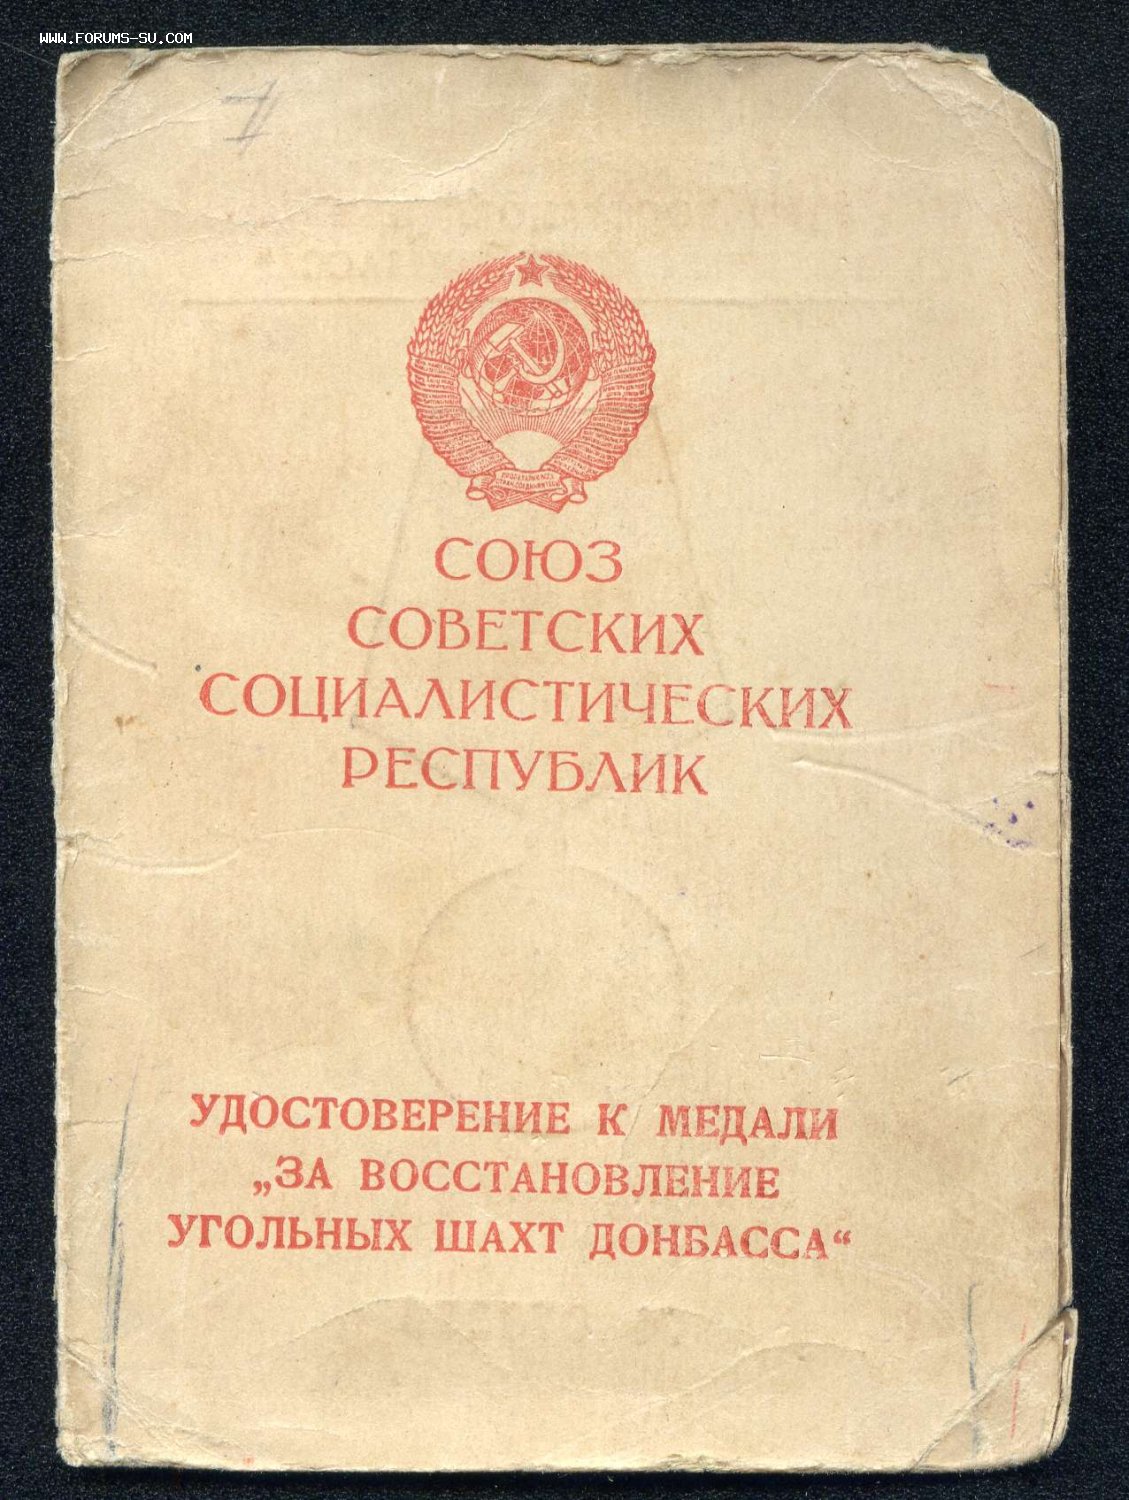 WWW.FORUMS-SU.COM
СОЮЗ
СОВЕТСКИХ
СОЦИАЛИСТИЧЕСКИХ
РЕСПУБЛИК
УДОСТОВЕРЕНИЕ К МЕДАЛИ
„ЗА ВОССТАНОВЛЕНИЕ
УГОЛЬНЫХ ШАХТ ДОНБАССА“